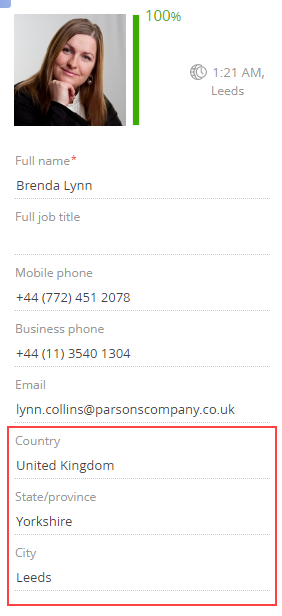 100%
1:21 AM,
Leeds
Full name*
Brenda Lynn
Full job title
Mobile phone
+44 (772) 451 2078
Business phone
+44 (11) 3540 1304
Email
lynn.collins@parsonscompany.co.uk
Country
United Kingdom
State/province
Yorkshire
City
Leeds